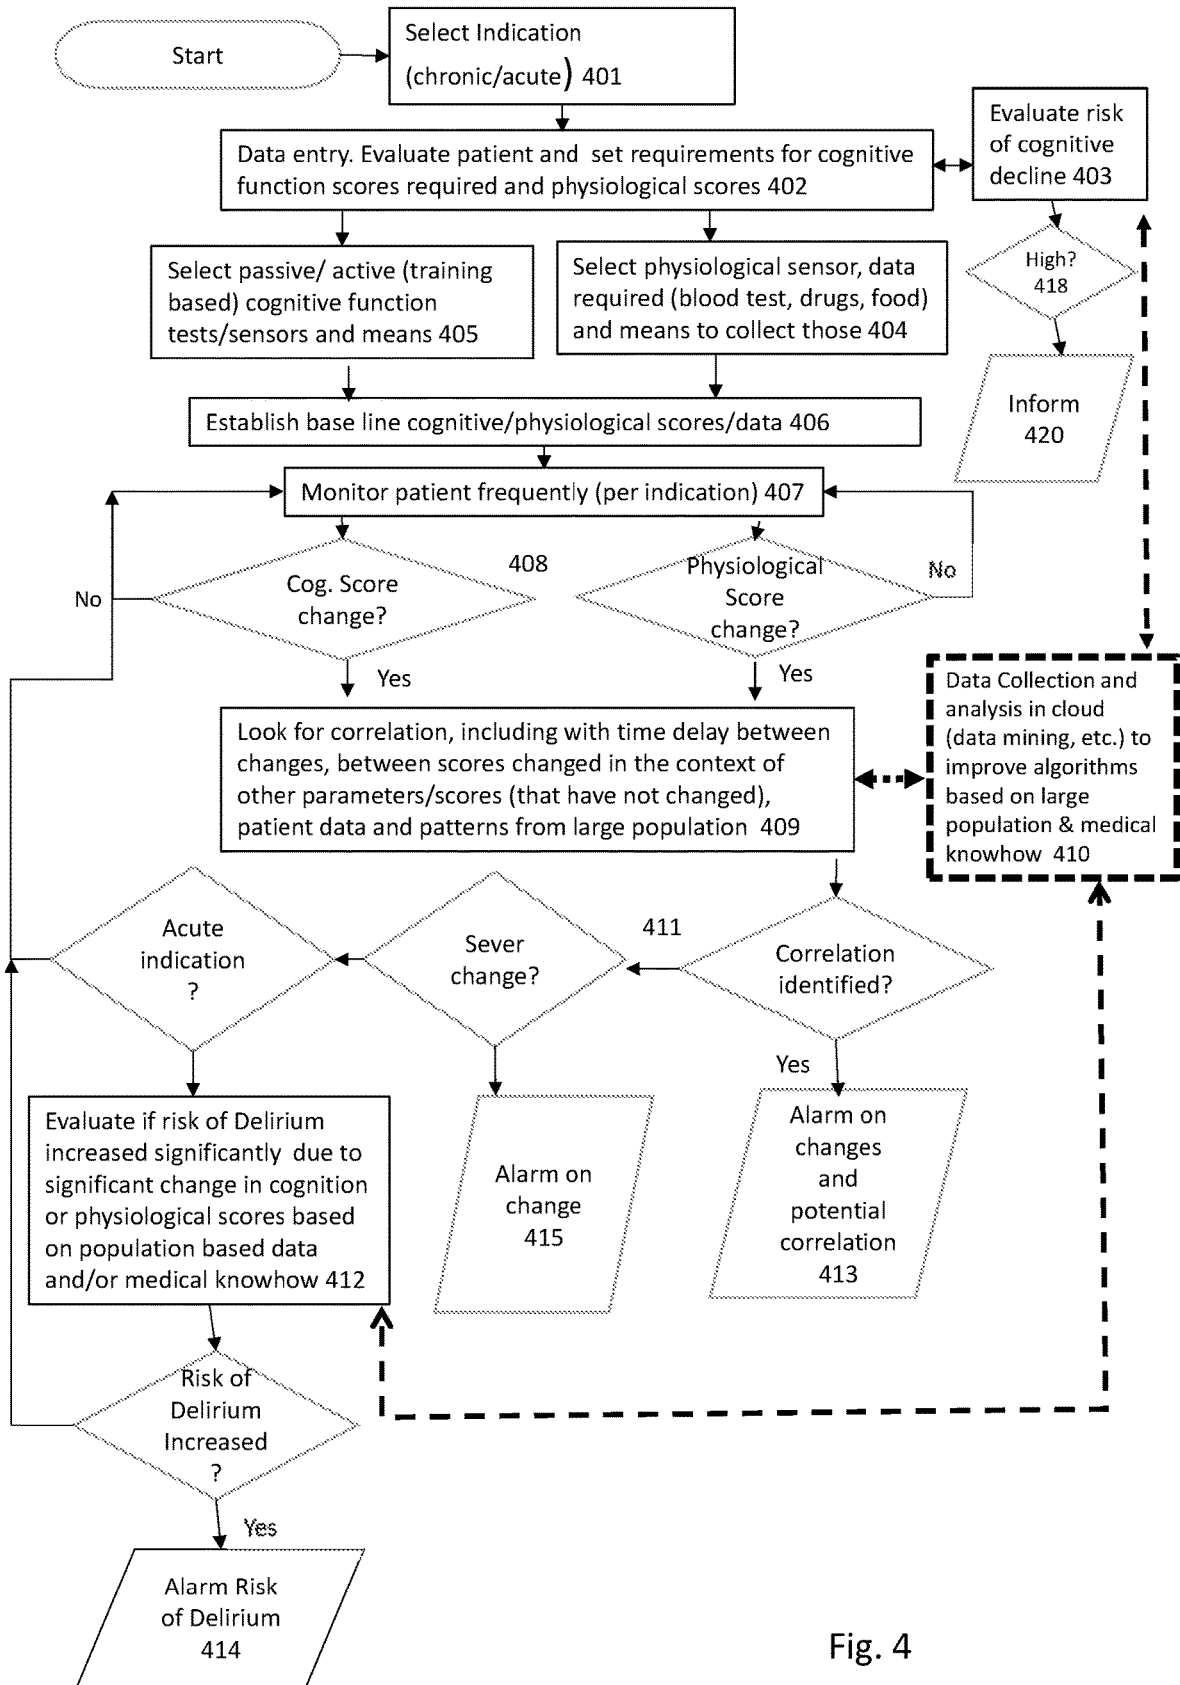 Start
Select Indication
(chronic/acute) 401
Data entry. Evaluate patient and set requirements for cognitive
function scores required and physiological scores 402
Evaluate risk
of cognitive
decline 403
High?
418
Inform
420
Select passive/ active (training
based) cognitive function
tests/sensors and means 405
Select physiological sensor, data
required (blood test, drugs, food)
and means to collect those 404
Establish base line cognitive/physiological scores/data 406
Monitor patient frequently (per indication) 407
408
No
Cog. Score
change?
Yes
Physiological
Score
change?
No
Yes
Look for correlation, including with time delay between
changes, between scores changed in the context of
other parameters/scores (that have not changed),
patient data and patterns from large population 409
Data Collection and
analysis in cloud
(data mining, etc.) to
improve algorithms
based on large
population & medical
knowhow 410
Acute
indication
?
Sever
change?
411
Correlation
identified?
Yes
Evaluate if risk of Delirium
increased significantly due to
significant change in cognition
or physiological scores based
on population based data
and/or medical knowhow 412
Alarm on
change
415
Alarm on
changes
and
potential
correlation
413
Risk of
Delirium
Increased
?
Yes
Alarm Risk
of Delirium
414
Fig. 4